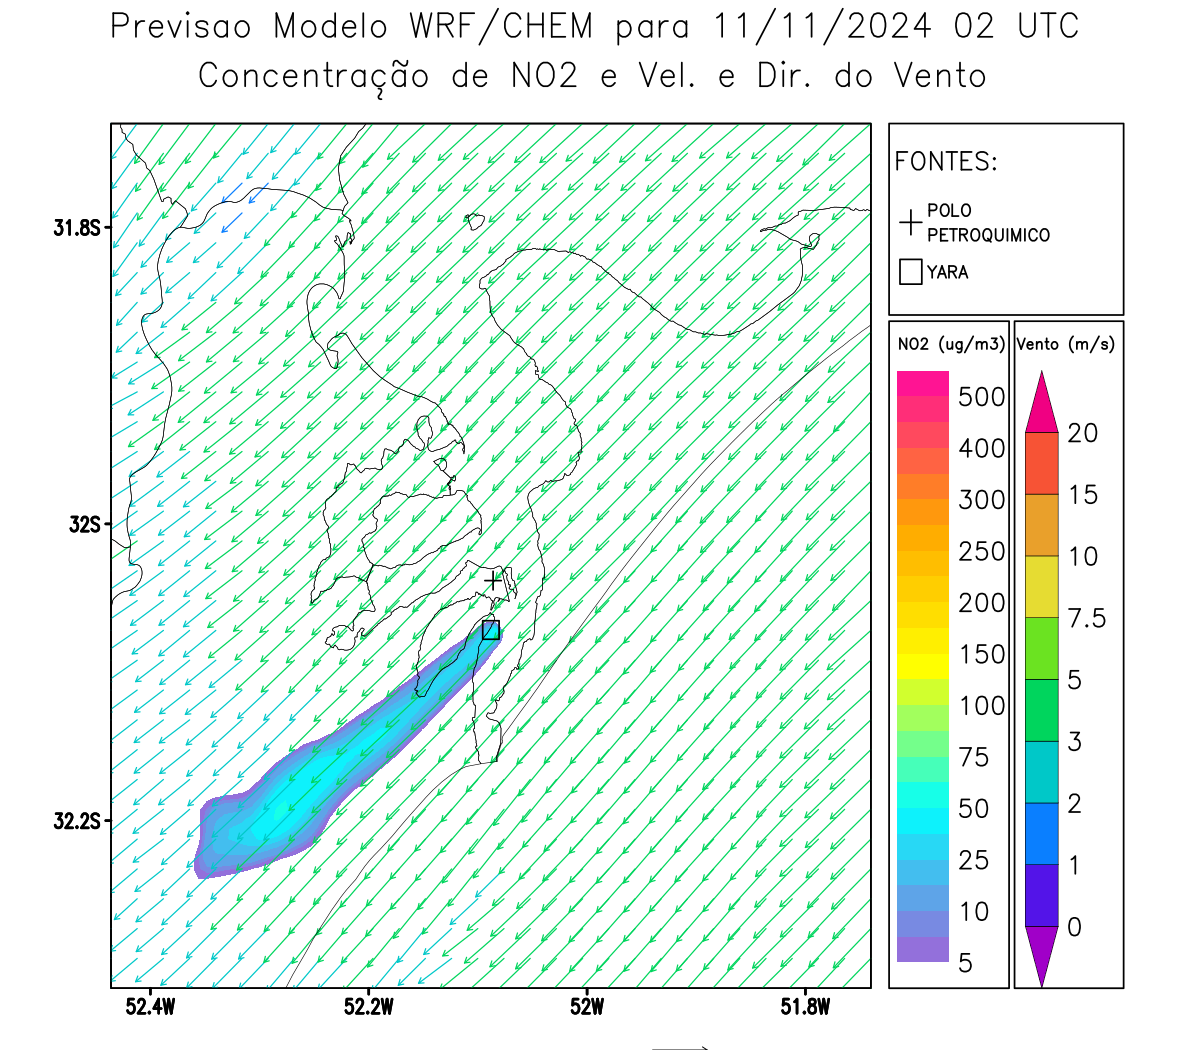 Previsao Modelo WRF/CHEM para 11/11/2024 02 UTC
Concentração de NO2 e Vel. e Dir. do Vento
FONTES:
POLO
PETROQUIMICO
YARA
NO2 (ug/m3)
500
400
300
250
200
150
100
75
50
25
10
5
Vento (m/s)
20
15
10
7.5
5
3
2
1
0
31.8S
32S
32.2S
52.4W
52.2W
52W
51.8W